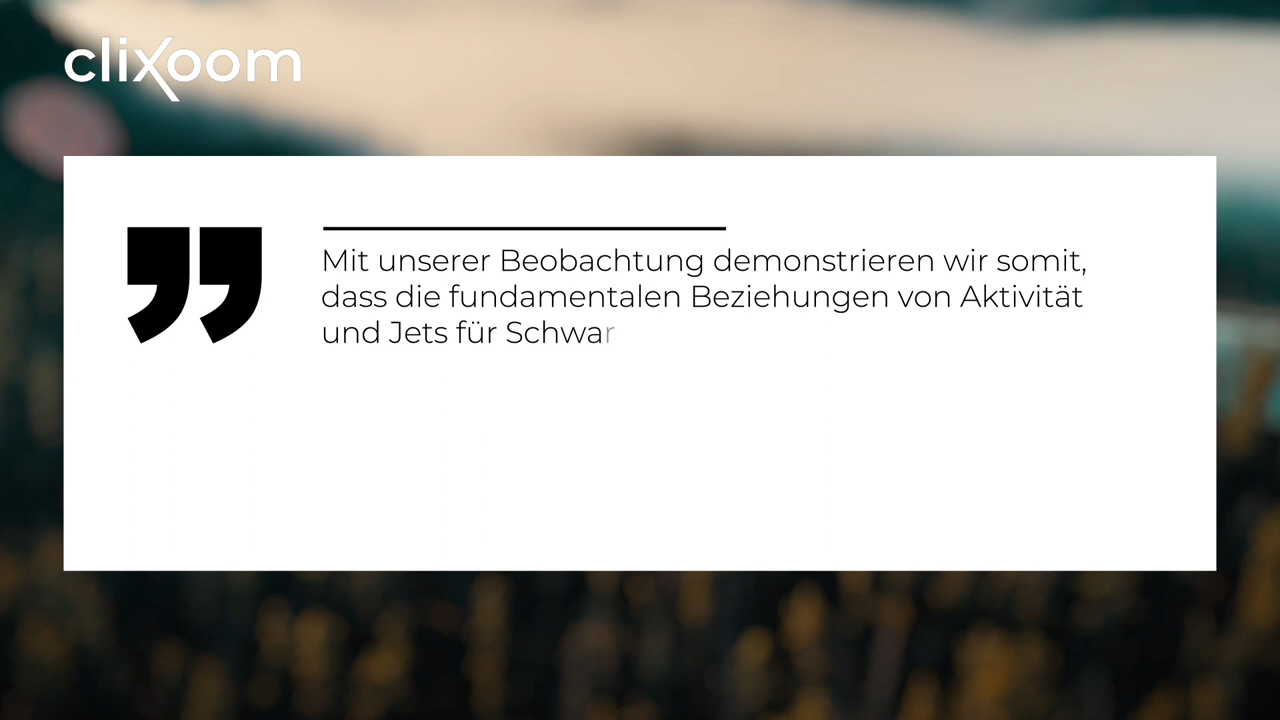 clixoom
Mit unserer Beobachtung demonstrieren wir somit,
dass die fundamentalen Beziehungen von Aktivität
und Jets für Schwar